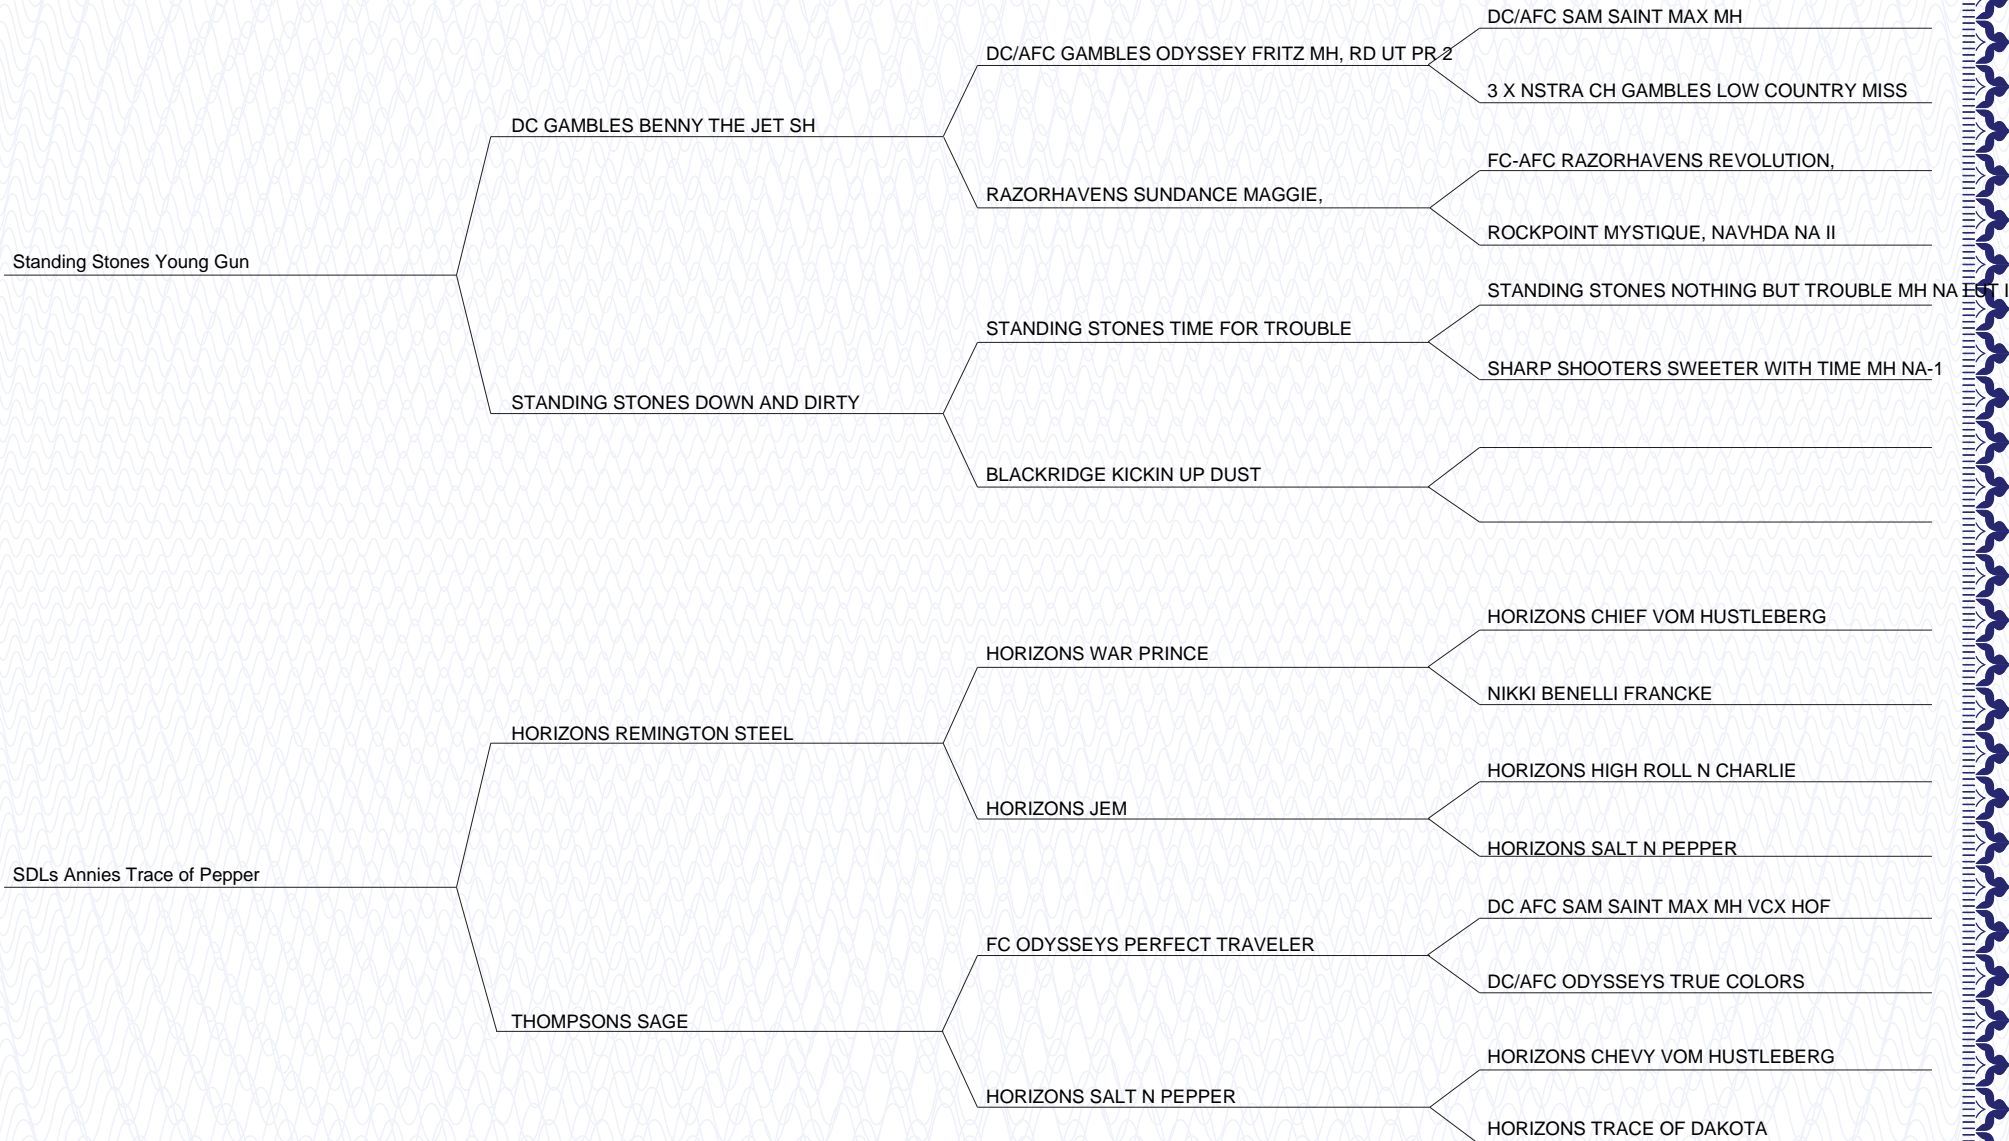 DC/AFC SAM SAINT MAX MH
DC/AFC GAMBLES ODYSSEY FRITZ MH, RD UT PR 2
3 X NSTRA CH GAMBLES LOW COUNTRY MISS
DC GAMBLES BENNY THE JET SH
FC-AFC RAZORHAVENS REVOLUTION,
RAZORHAVENS SUNDANCE MAGGIE,
ROCKPOINT MYSTIQUE, NAVHDA NA II
Standing Stones Young Gun
STANDING STONES NOTHING BUT TROUBLE MH NA I UT I
STANDING STONES TIME FOR TROUBLE
SHARP SHOOTERS SWEETER WITH TIME MH NA-1
STANDING STONES DOWN AND DIRTY
BLACKRIDGE KICKIN UP DUST
HORIZONS CHIEF VOM HUSTLEBERG
HORIZONS WAR PRINCE
NIKKI BENELLI FRANCKE
HORIZONS REMINGTON STEEL
HORIZONS HIGH ROLL N CHARLIE
HORIZONS JEM
HORIZONS SALT N PEPPER
SDLs Annies Trace of Pepper
DC AFC SAM SAINT MAX MH VCX HOF
FC ODYSSEYS PERFECT TRAVELER
DC/AFC ODYSSEYS TRUE COLORS
THOMPSONS SAGE
HORIZONS CHEVY VOM HUSTLEBERG
HORIZONS SALT N PEPPER
HORIZONS TRACE OF DAKOTA